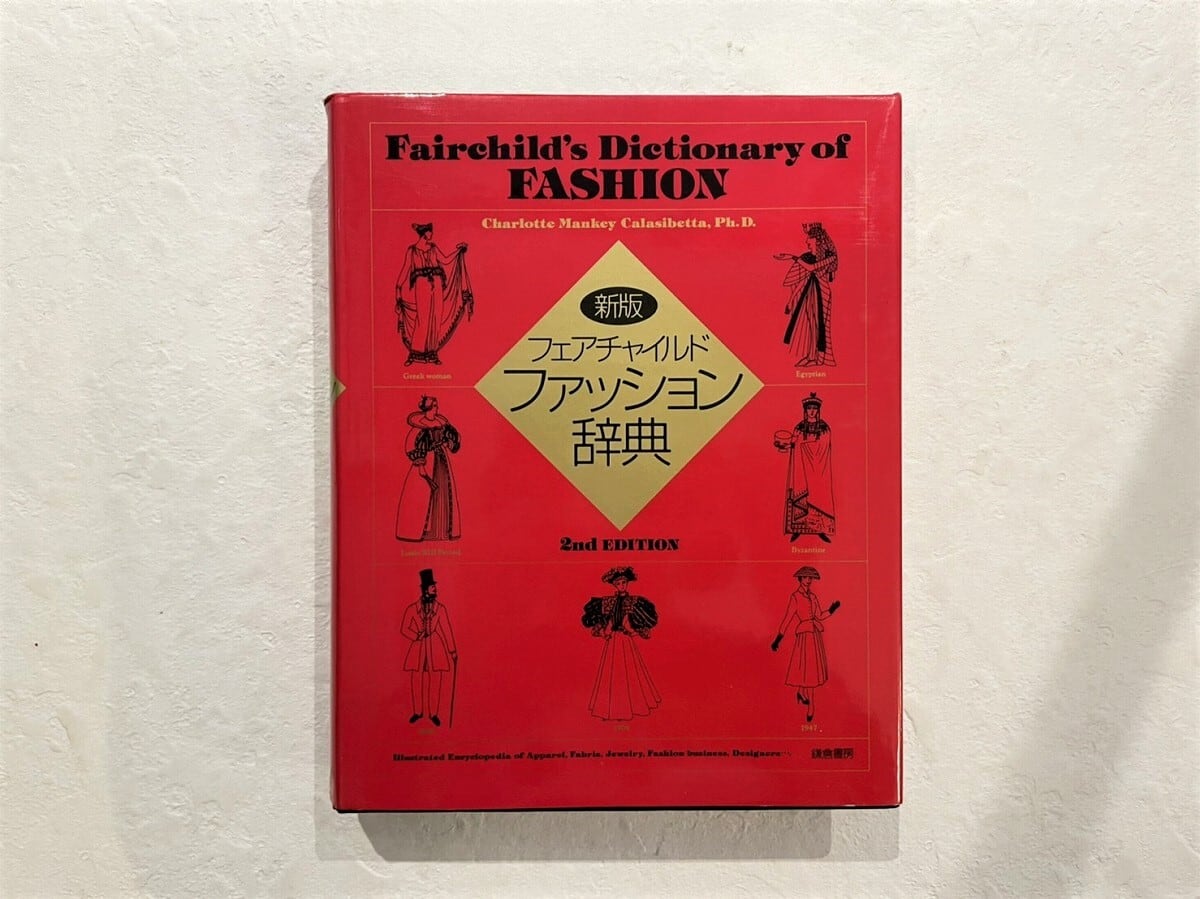 Fairchild's Dictionary of
FASHION
Charlotte Mankey Calasibetta, Ph.D.
新版
フェアチャイルド
ファッション
辞典
Greek woman
Egyptian
Byzantine
2nd EDITION
1947
Illustrated Encyclopedia of Apparel, Fabric, Jewelry, Fashion business, Designers…,
鎌倉書房